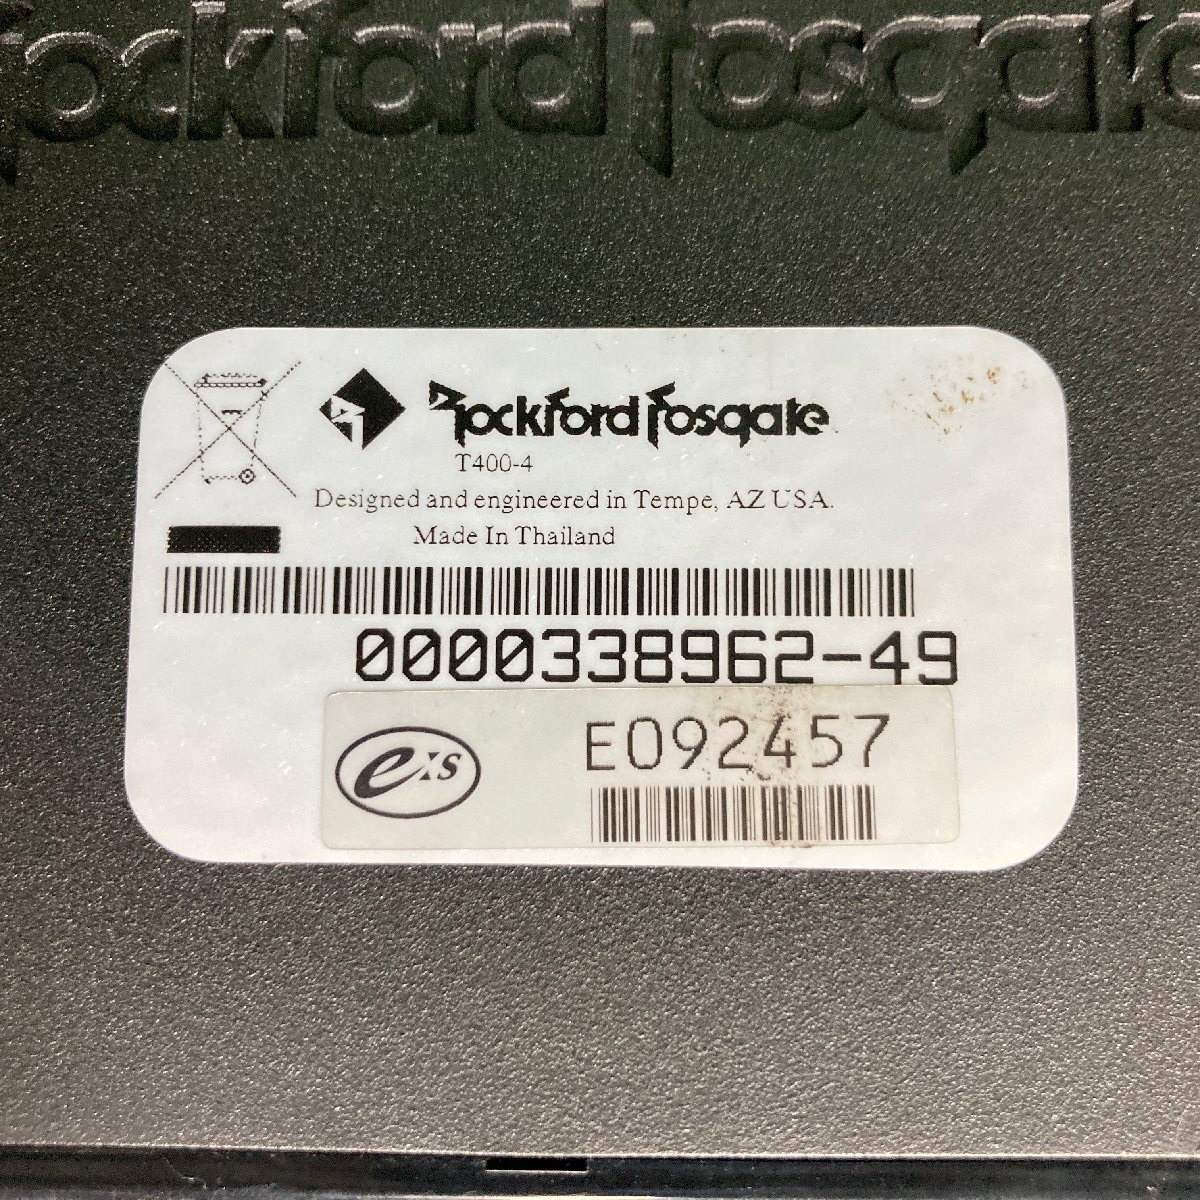 rockford fosgate
Rockford Fosgate
T400-4
Designed and engineered in Tempe, AZ USA.
Made In Thailand
0000338962-49
exs E092457